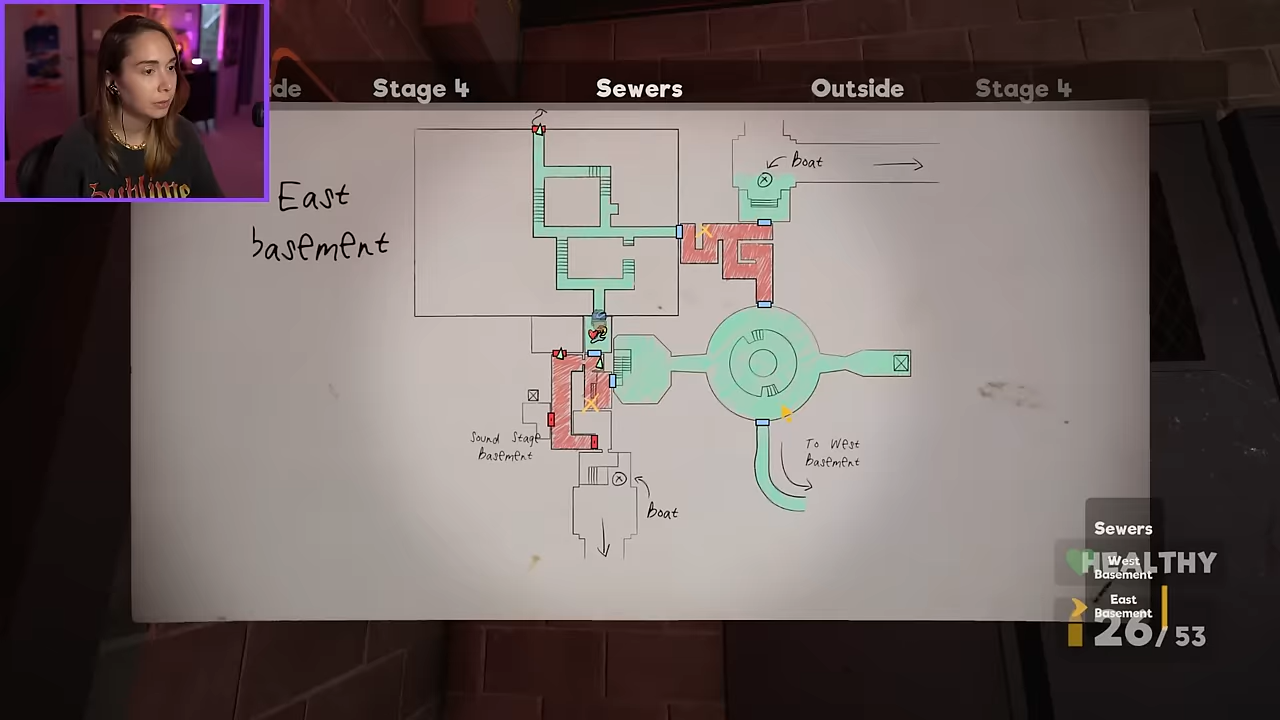 Stage 4
Sewers
Outside
Stage 4
East
basement
Boat
Sound Stage
Basement
To West
Basement
Boat
Sewers
West
Basement
East
Basement
HEALTHY
26/53